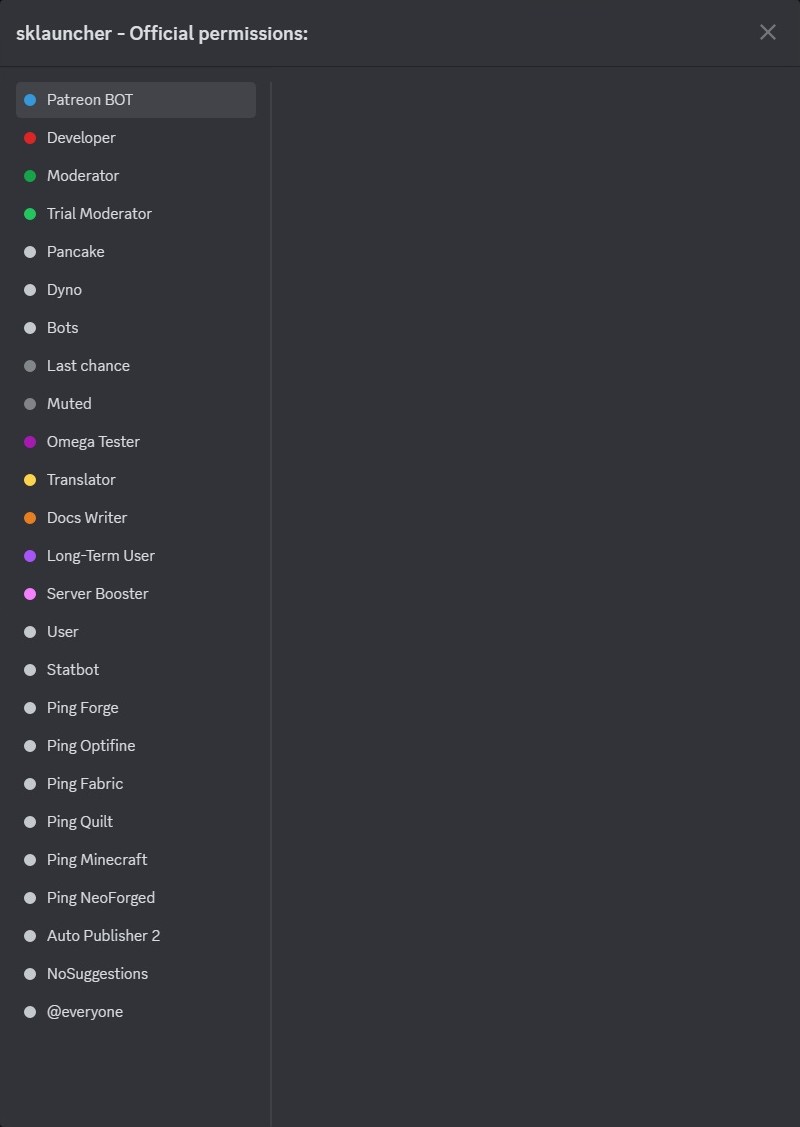 sklauncher - Official permissions:
Patreon BOT
Developer
Moderator
Trial Moderator
Pancake
Dyno
Bots
Last chance
Muted
Omega Tester
Translator
Docs Writer
Long-Term User
Server Booster
User
Statbot
Ping Forge
Ping Optifine
Ping Fabric
Ping Quilt
Ping Minecraft
Ping NeoForged
Auto Publisher 2
NoSuggestions
@everyone